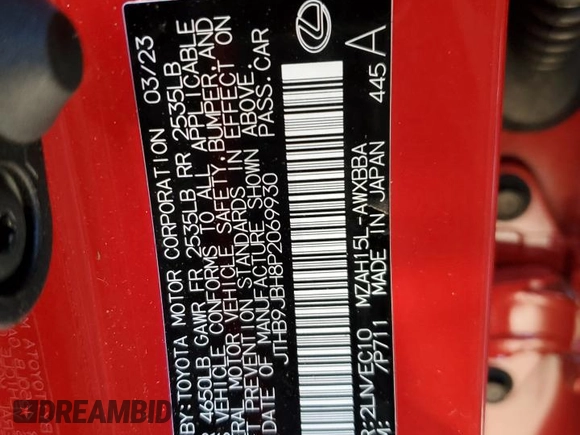 BY:TOYOTA MOTOR CORPORATION 03/23
4650LB GAWR FR 2535LB RR 2535LB
VEHICLE CONFORMS TO ALL APPLICABLE
MOTOR VEHICLE SAFETY,BUMPER,AND
PREVENTION STANDARDS IN EFFECT ON
DATE OF MANUFACTURE SHOWN ABOVE.
JTHB9JBH8P2069930 PASS.CAR
2LN/EC10 MZAH15L-AWXBBA 445 A
/P711 MADE IN JAPAN
DREAMBID